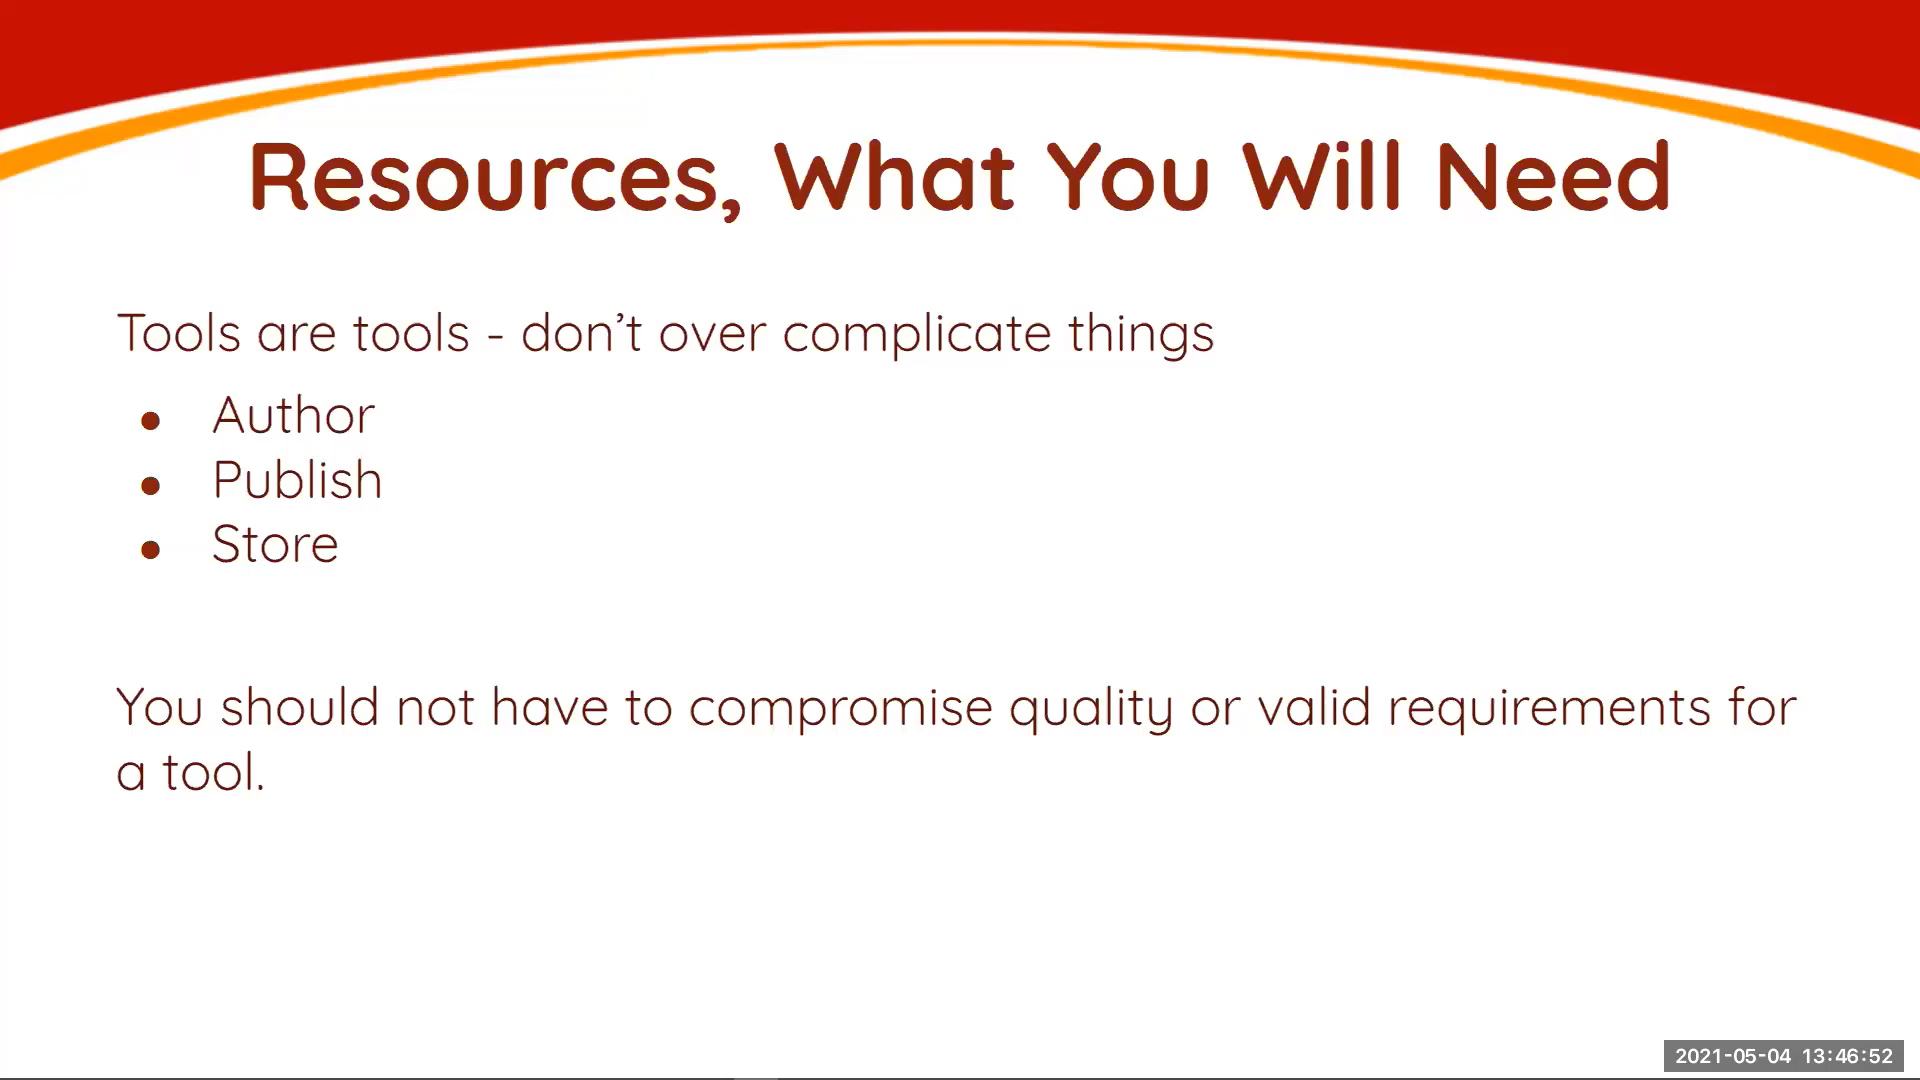 Resources, What You Will Need
Tools are tools - don’t over complicate things
● Author
● Publish
● Store
You should not have to compromise quality or valid requirements for
a tool.
2021-05-04 13:46:52